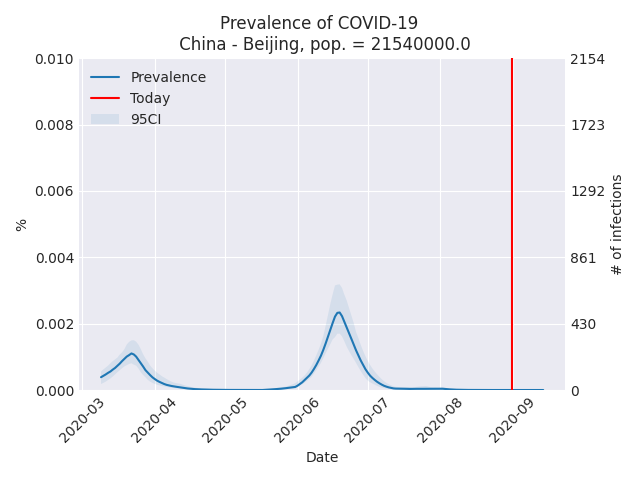 Prevalence of COVID-19
China - Beijing, pop. = 21540000.0
Prevalence
Today
95CI
%
0.010
0.008
0.006
0.004
0.002
0.000
2154
1723
1292
861
430
0
# of infections
2020-03
2020-04
2020-05
2020-06
2020-07
2020-08
2020-09
Date